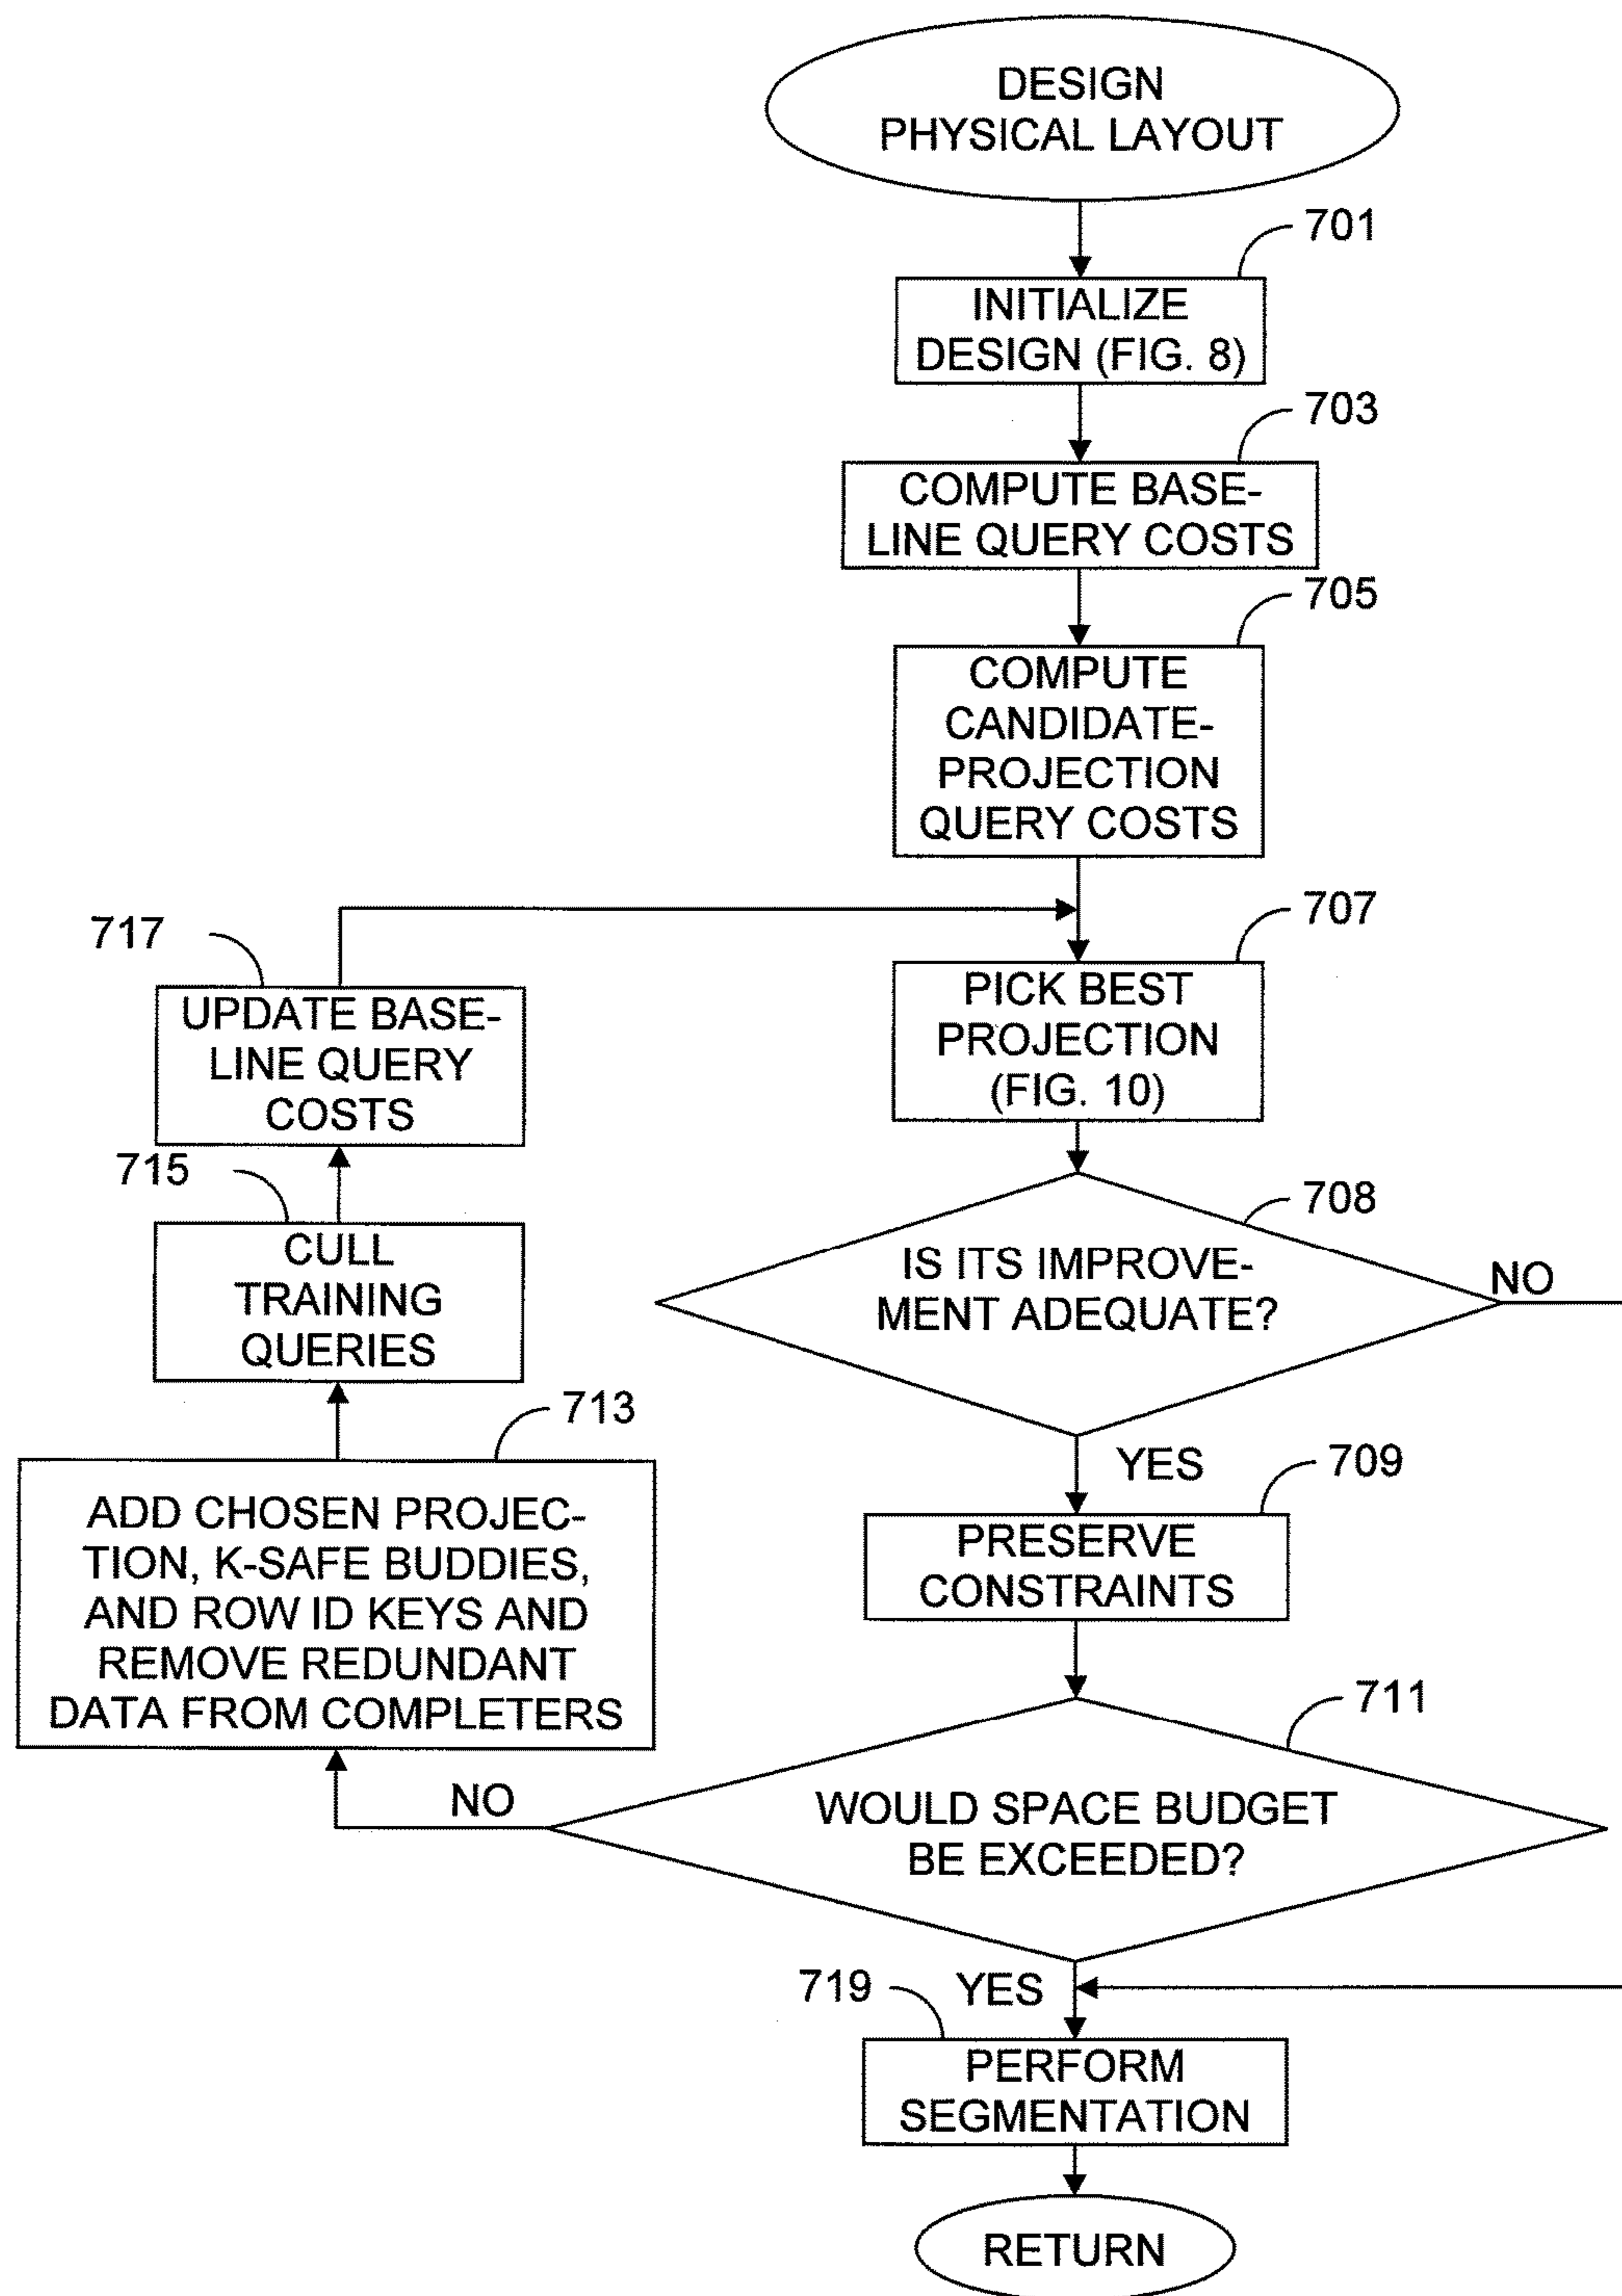 DESIGN
PHYSICAL LAYOUT
701
INITIALIZE
DESIGN (FIG. 8)
703
COMPUTE BASE-
LINE QUERY COSTS
705
COMPUTE
CANDIDATE-
PROJECTION
QUERY COSTS
707
PICK BEST
PROJECTION
(FIG. 10)
708
IS ITS IMPROVE-
MENT ADEQUATE?
NO
YES
709
PRESERVE
CONSTRAINTS
711
WOULD SPACE BUDGET
BE EXCEEDED?
NO
713
ADD CHOSEN PROJEC-
TION, K-SAFE BUDDIES,
AND ROW ID KEYS AND
REMOVE REDUNDANT
DATA FROM COMPLETERS
715
CULL
TRAINING
QUERIES
717
UPDATE BASE-
LINE QUERY
COSTS
YES
719
PERFORM
SEGMENTATION
RETURN